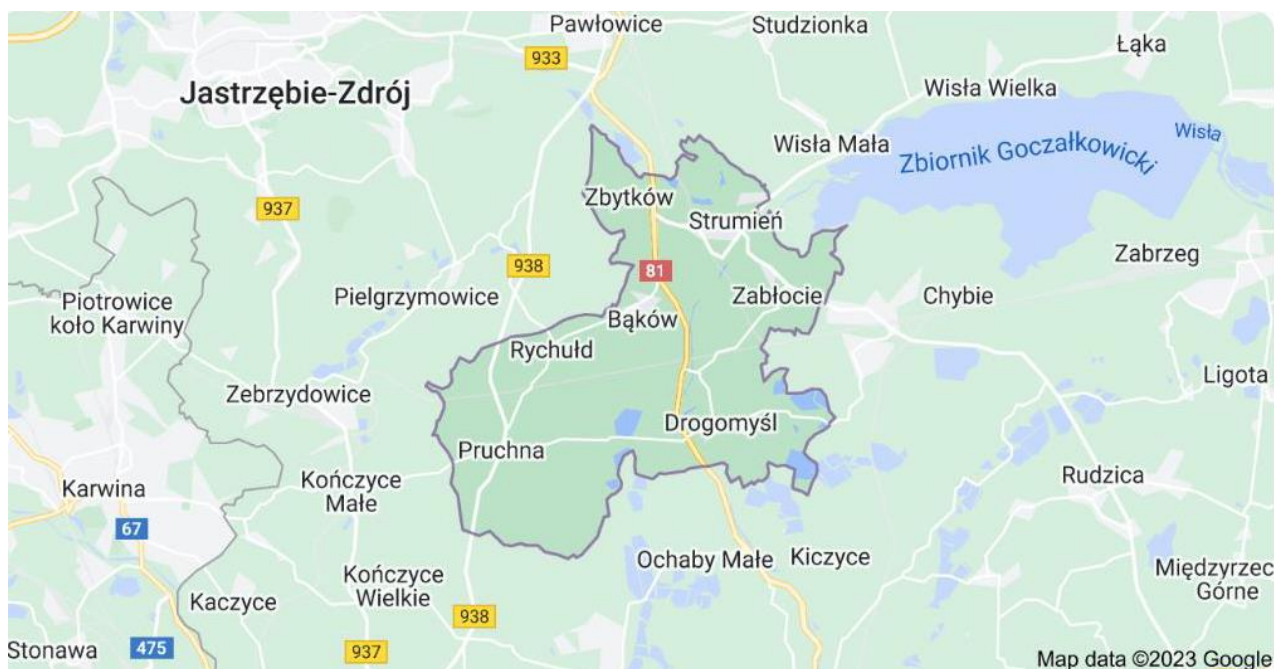 Pawłowice
Studzionka
Łąka
933
Jastrzębie-Zdrój
Wisła Wielka
Wisła Mała
Wisła
Zbiornik Goczałkowicki
Zbytków
937
Strumień
938
81
Zabrzeg
Piotrowice
koło Karwiny
Pielgrzymowice
Zabłocie
Chybie
Bąków
Rychułd
Ligota
Zebrzydowice
Drogomyśl
Pruchna
Rudzica
Karwina
Kończyce
Małe
67
Ochaby Małe
Kiczyce
Międzyrzec
Górne
Kończyce
Wielkie
Kaczyce
938
Stonawa
475
937
Map data ©2023 Google